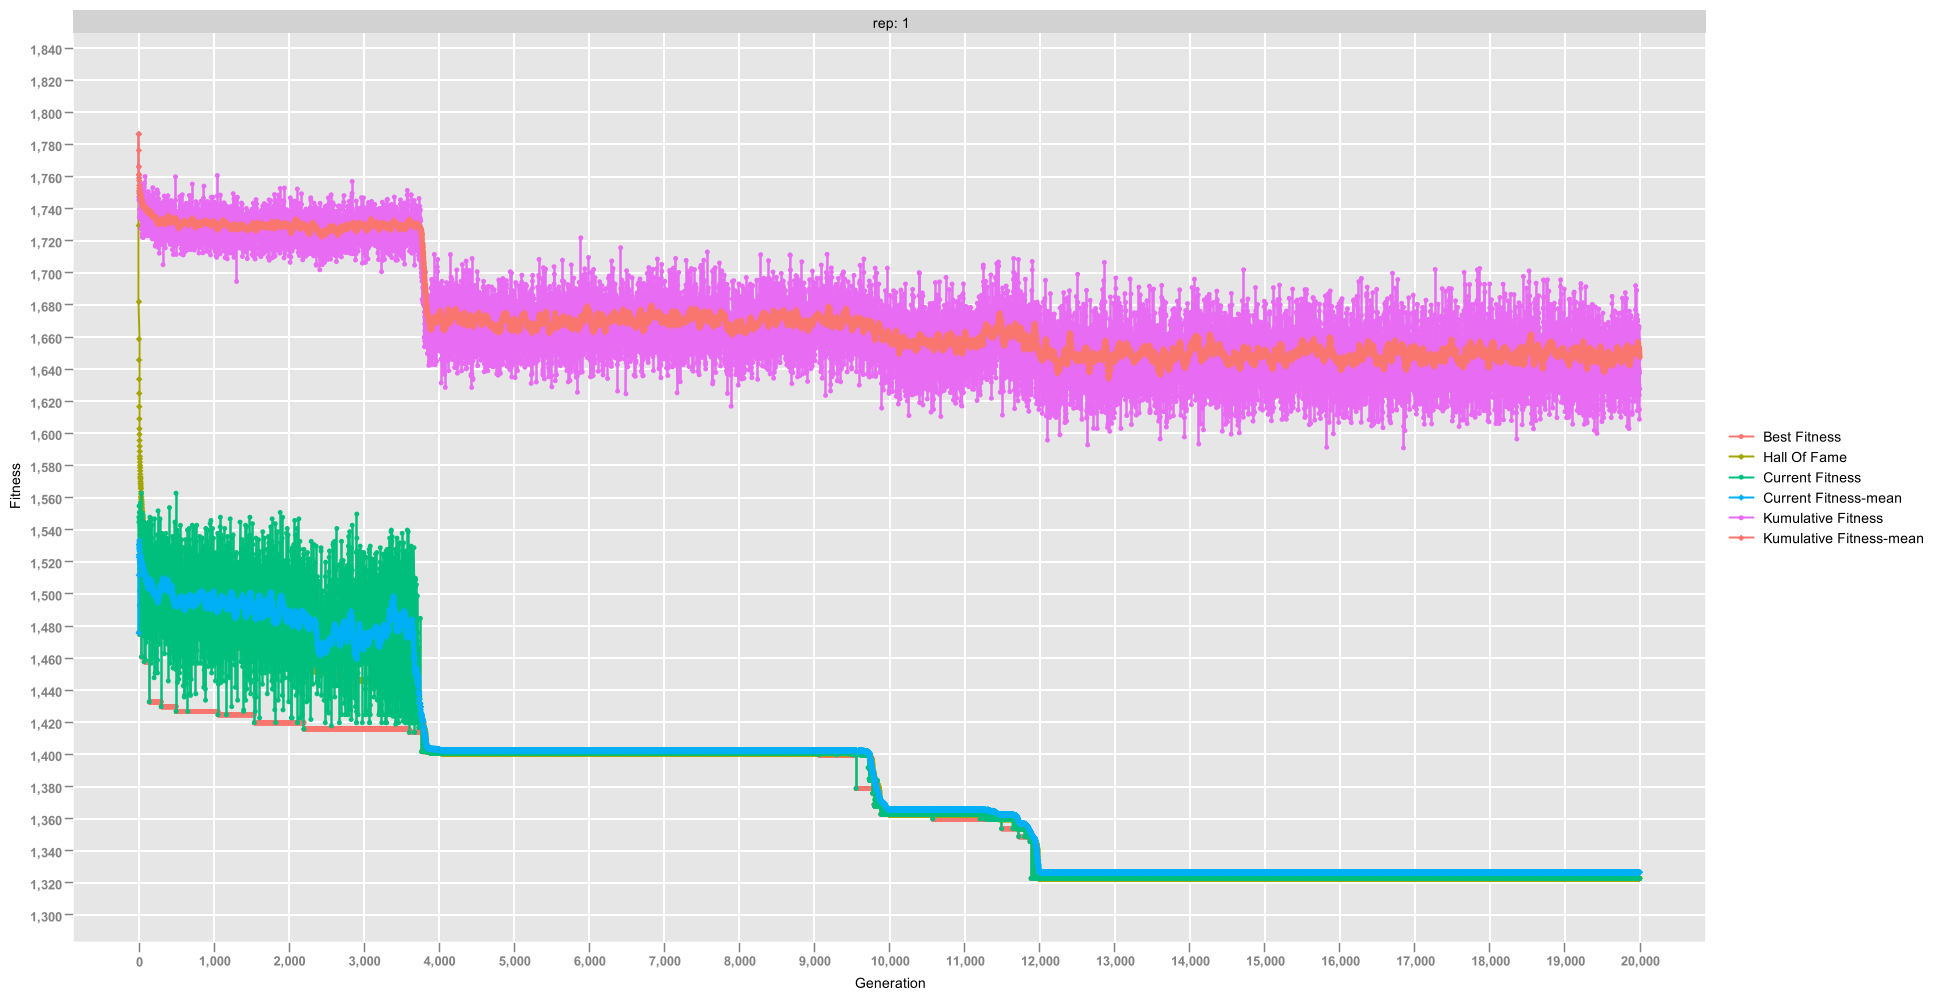 rep: 1
1,840
1,820
1,800
1,780
1,760
1,740
1,720
1,700
1,680
1,660
1,640
1,620
1,600
1,580
1,560
1,540
1,520
1,500
1,480
1,460
1,440
1,420
1,400
1,380
1,360
1,340
1,320
1,300
Fitness
0 1,000 2,000 3,000 4,000 5,000 6,000 7,000 8,000 9,000 10,000 11,000 12,000 13,000 14,000 15,000 16,000 17,000 18,000 19,000 20,000
Generation
Best Fitness
Hall Of Fame
Current Fitness
Current Fitness-mean
Kumulative Fitness
Kumulative Fitness-mean